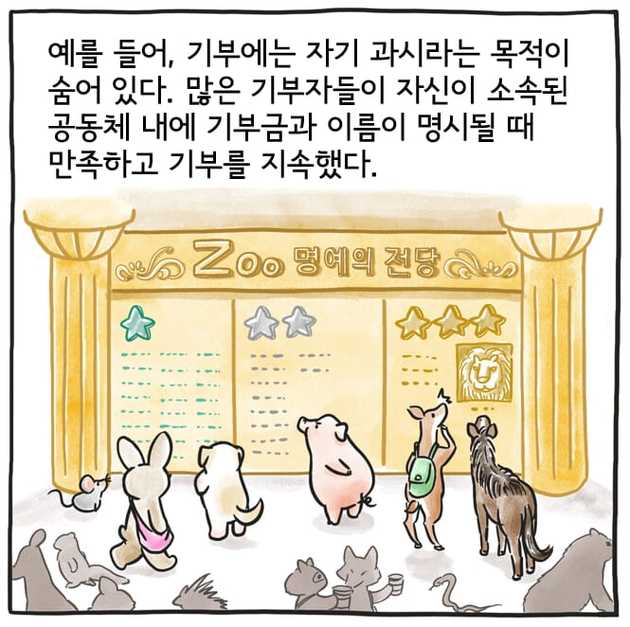 예를 들어, 기부에는 자기 과시라는 목적이
숨어 있다. 많은 기부자들이 자신이 소속된
공동체 내에 기부금과 이름이 명시될 때
만족하고 기부를 지속했다.
Zoo 명예의 전당